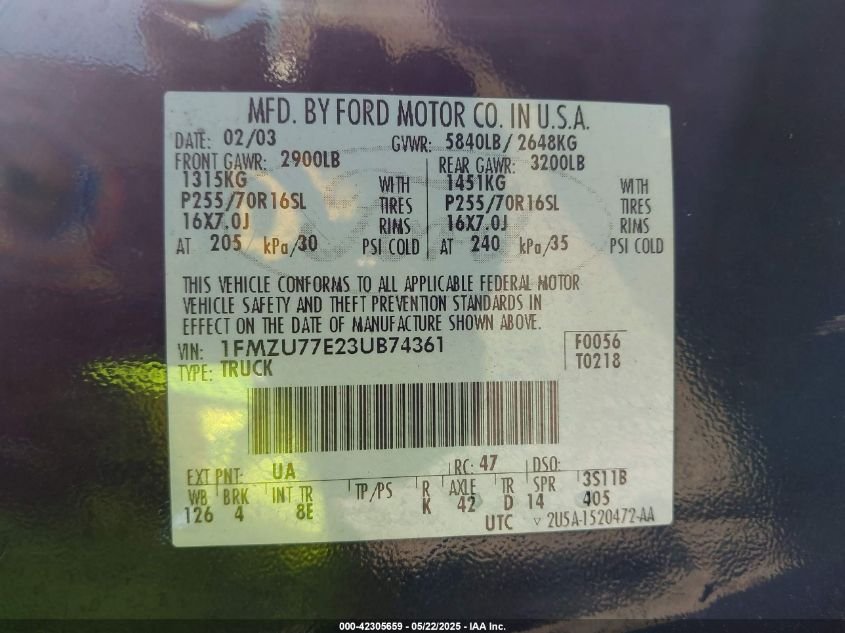 MFD. BY FORD MOTOR CO. IN U.S.A.
DATE: 02/03 GVWR: 5840LB/ 2648KG
FRONT GAWR: 2900LB REAR GAWR: 3200LB
1315KG WITH 1451KG WITH
P255/70R16SL TIRES P255/70R16SL TIRES
16X7.0J RIMS 16X7.0J RIMS
AT 205 kPa/30 PSI COLD AT 240 kPa/35 PSI COLD
THIS VEHICLE CONFORMS TO ALL APPLICABLE FEDERAL MOTOR
VEHICLE SAFETY AND THEFT PREVENTION STANDARDS IN
EFFECT ON THE DATE OF MANUFACTURE SHOWN ABOVE.
VIN: 1FMZU77E23UB74361 F0056
TYPE: TRUCK T0218
EXT PNT: UA RC: 47 DSO:
WB BRK INT TR TP/PS R AXLE TR SPR 3S11B
126 4 8E K 42 D 14 405
UTC ▽ 2U5A-1520472-AA
000-42305659 - 05/22/2025 - IAA Inc.